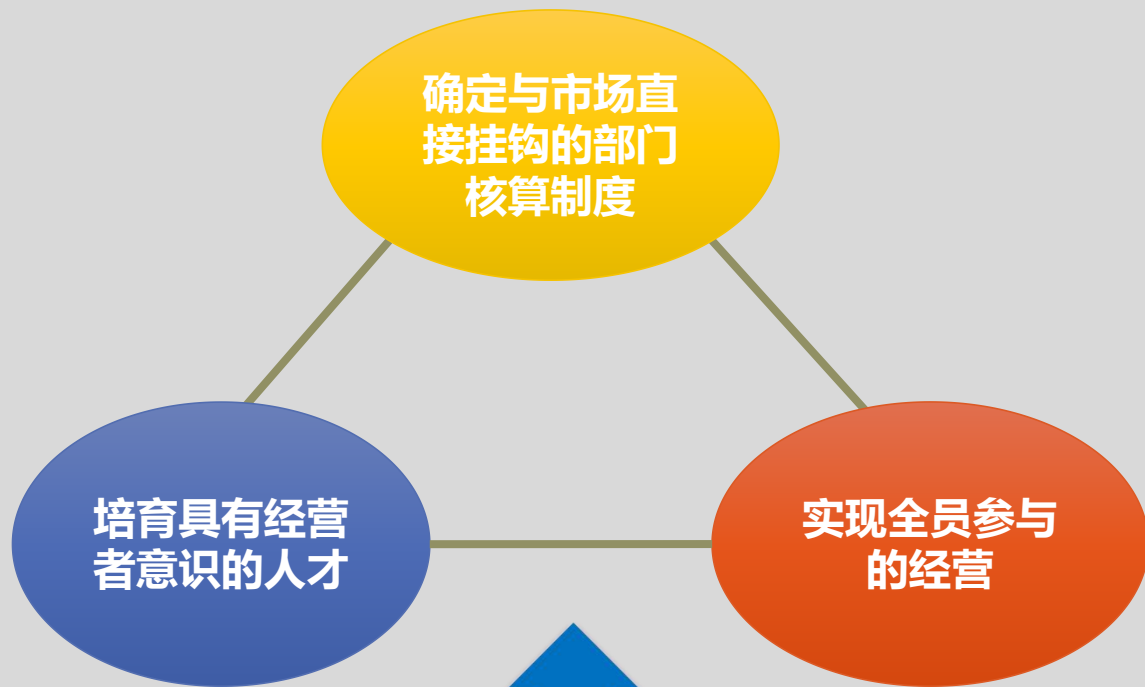 确定与市场直
接挂钩的部门
核算制度
培育具有经营
者意识的人才
实现全员参与
的经营